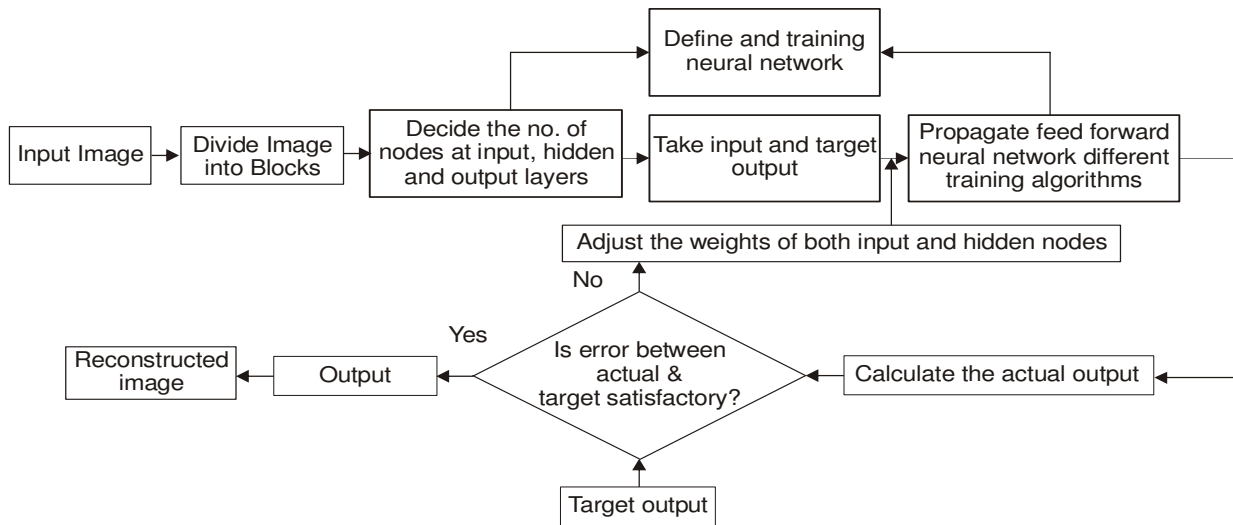 Define and training
neural network
Input Image
Divide Image
into Blocks
Decide the no. of
nodes at input, hidden
and output layers
Take input and target
output
Propagate feed forward
neural network different
training algorithms
Adjust the weights of both input and hidden nodes
No
Yes
Reconstructed
image
Output
Is error between
actual &
target satisfactory?
Calculate the actual output
Target output